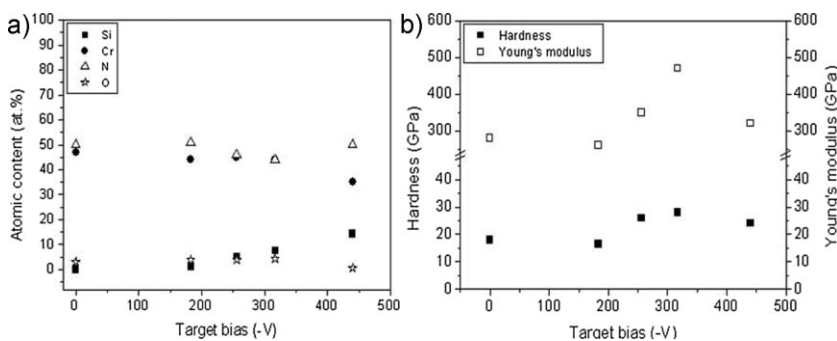 a)
Si
Cr
N
O
100
90
80
70
60
50
40
30
20
10
0
Atomic content (at.%)
0 100 200 300 400 500
Target bias (-V)
b)
Hardness
Young's modulus
600
500
400
300
40
30
20
10
0
Hardness (GPa)
600
500
400
300
40
30
20
10
0
Young's modulus (GPa)
0 100 200 300 400 500
Target bias (-V)